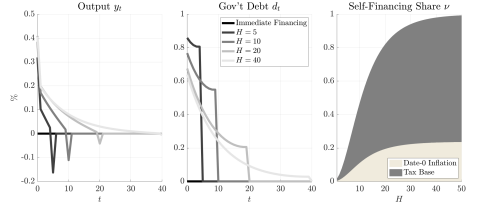 Output y_t
Gov't Debt d_t
Self-Financing Share ν
0.5
0.4
0.3
0.2
0.1
0
-0.1
-0.2
%
0
10
20
30
40
t
1
0.8
0.6
0.4
0.2
0
Immediate Financing
H = 5
H = 10
H = 20
H = 40
0
10
20
30
40
t
1
0.8
0.6
0.4
0.2
0
Date-0 Inflation
Tax Base
0
10
20
30
40
50
H